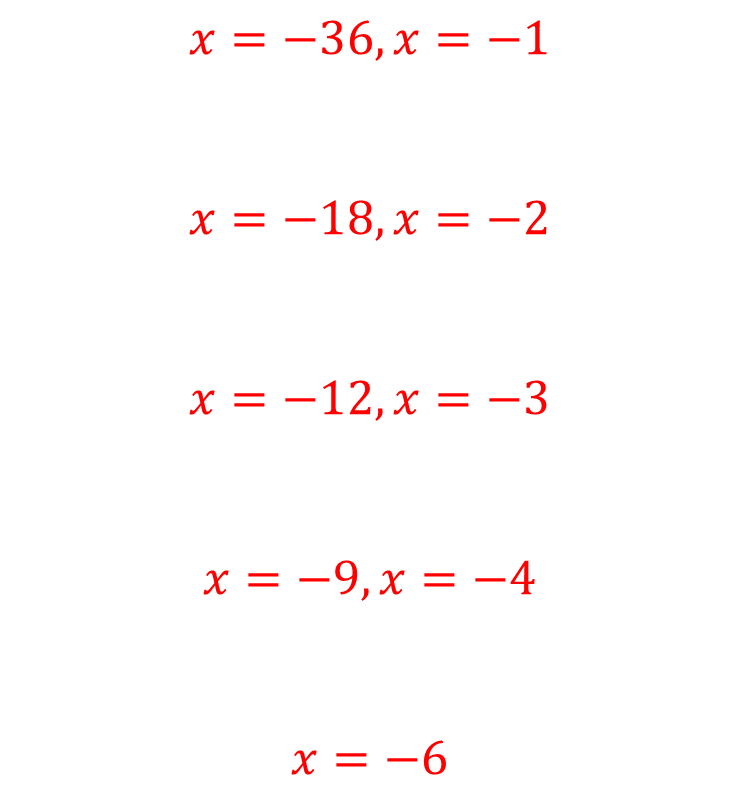 x = −36, x = −1
x = −18, x = −2
x = −12, x = −3
x = −9, x = −4
x = −6